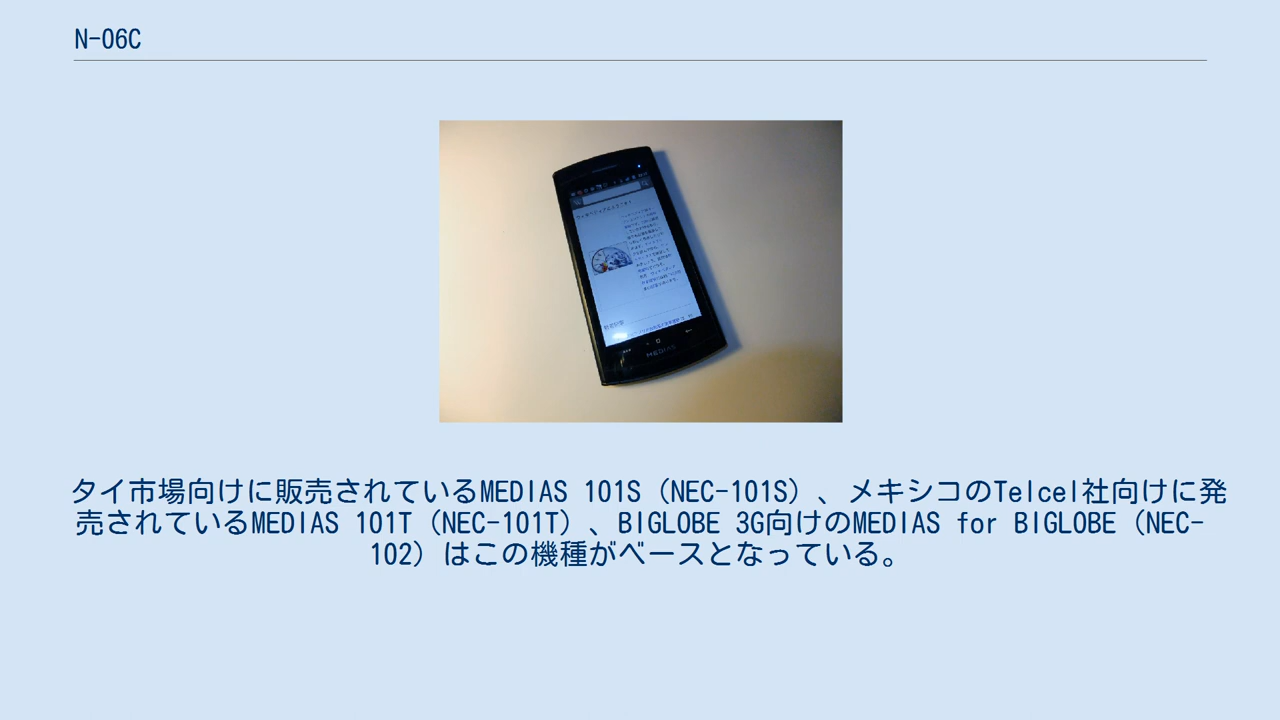 N-06C
MEDIAS
タイ市場向けに販売されているMEDIAS 101S（NEC-101S）、メキシコのTelcel社向けに発
売されているMEDIAS 101T（NEC-101T）、BIGLOBE 3G向けのMEDIAS for BIGLOBE（NEC-
102）はこの機種がベースとなっている。